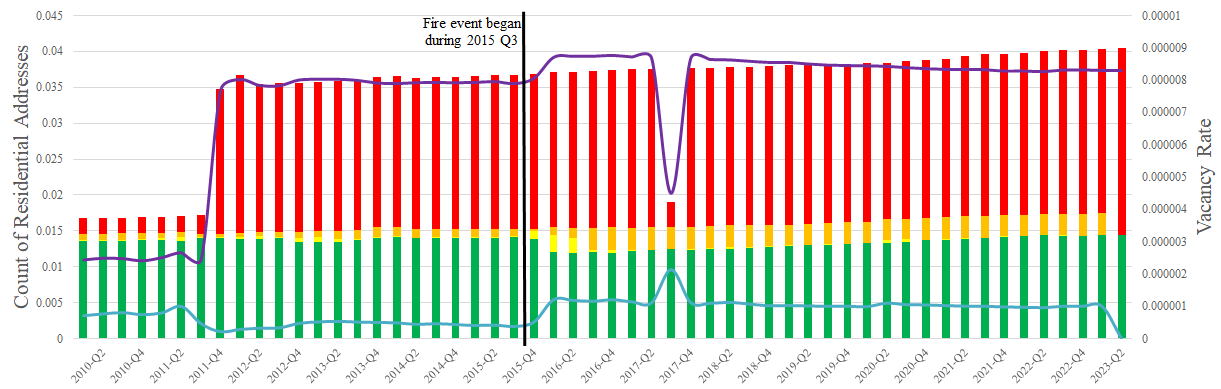 0.045
0.04
0.035
0.03
0.025
0.02
0.015
0.01
0.005
0
Count of Residential Addresses
Fire event began
during 2015 Q3
0.00001
0.000009
0.000008
0.000007
0.000006
0.000005
0.000004
0.000003
0.000002
0.000001
0
Vacancy Rate
2010-Q2
2010-Q4
2011-Q2
2011-Q4
2012-Q2
2012-Q4
2013-Q2
2013-Q4
2014-Q2
2014-Q4
2015-Q2
2015-Q4
2016-Q2
2016-Q4
2017-Q2
2017-Q4
2018-Q2
2018-Q4
2019-Q2
2019-Q4
2020-Q2
2020-Q4
2021-Q2
2021-Q4
2022-Q2
2022-Q4
2023-Q2